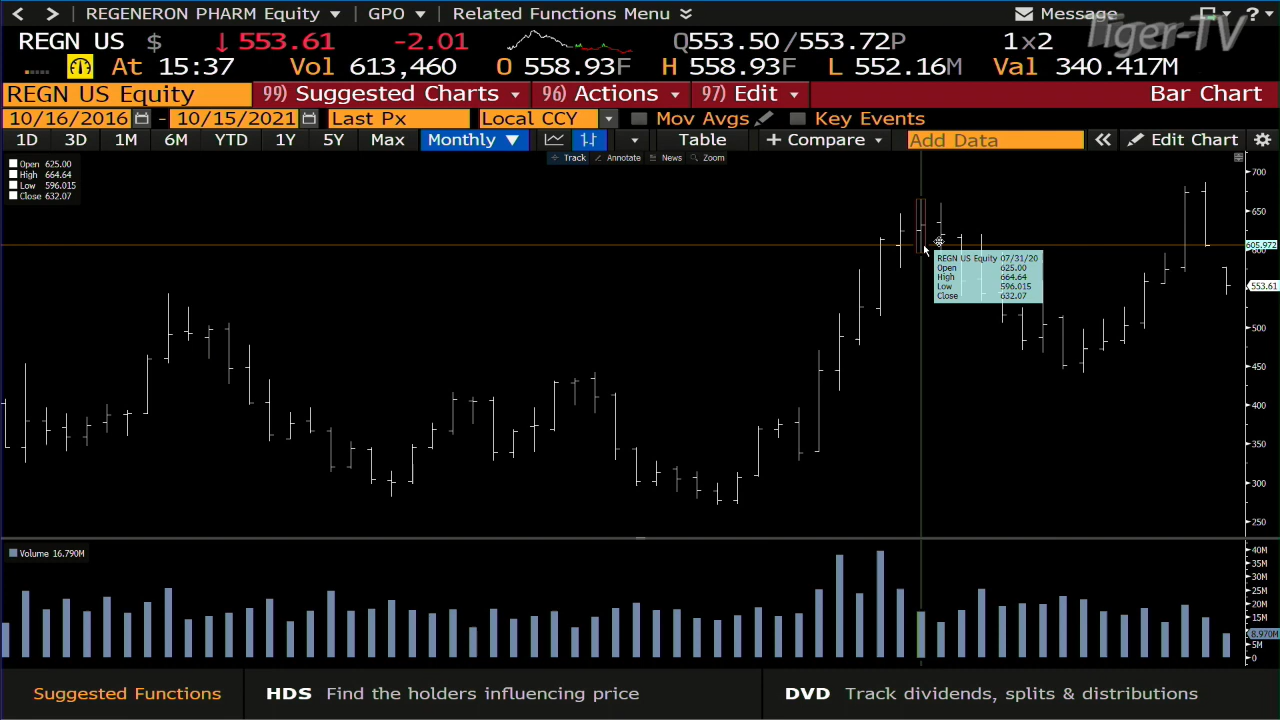 REGENERON PHARM Equity GPO Related Functions Menu Message ?
Tiger-TV
REGN US $ 553.61 -2.01 Q553.50/553.72P 1x2
At 15:37 Vol 613,460 O 558.93F H 558.93F L 552.16M Val 340.417M
REGN US Equity 99) Suggested Charts 96) Actions 97) Edit Bar Chart
10/16/2016 - 10/15/2021 Last Px Local CCY Mov Avgs Key Events
1D 3D 1M 6M YTD 1Y 5Y Max Monthly ▼ Table + Compare Add Data « Edit Chart
Track Annotate News Zoom
Open 625.00
High 664.64
Low 596.015
Close 632.07
700
650
605.972
600
553.61
500
450
400
350
300
250
REGN US Equity 07/31/20
Open 625.00
High 664.64
Low 596.015
Close 632.07
Volume 16.790M
40M
35M
30M
25M
20M
15M
8.970M
5M
0
Suggested Functions HDS Find the holders influencing price DVD Track dividends, splits & distributions